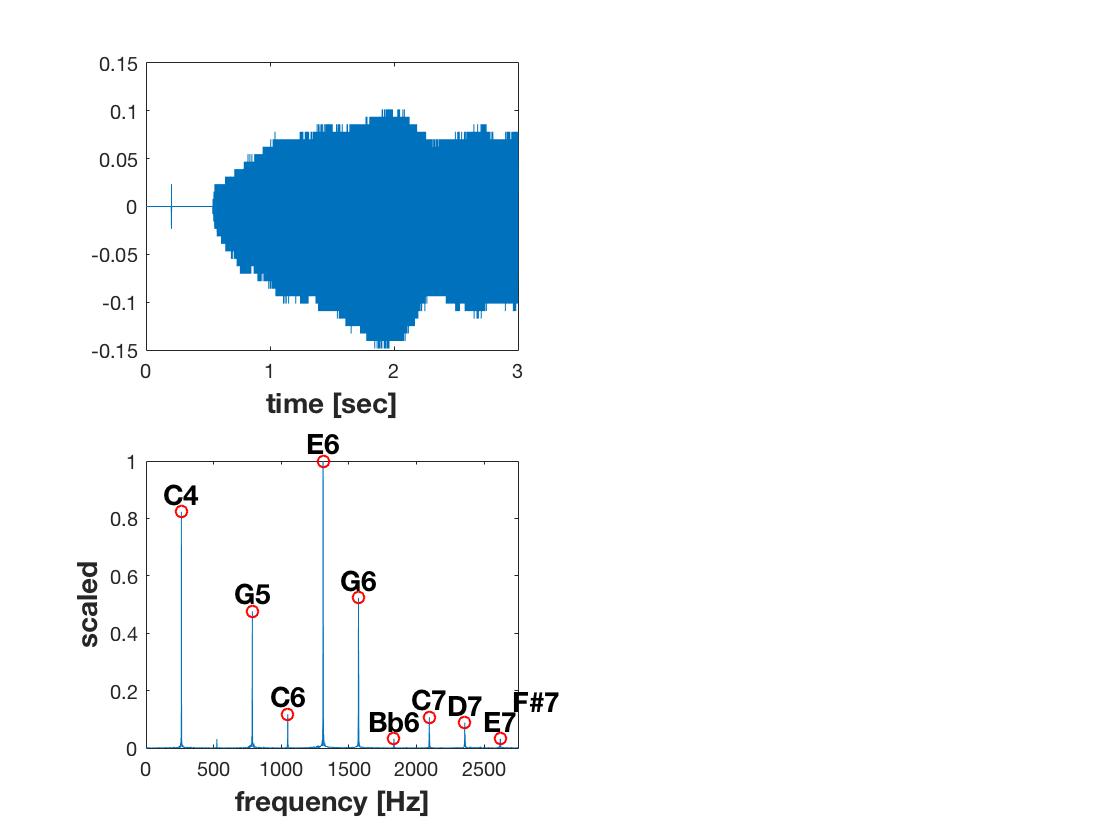 0.15
0.1
0.05
0
-0.05
-0.1
-0.15
0 1 2 3
time [sec]
E6
C4
G5
G6
C6
Bb6
C7
D7
E7
F#7
scaled
1
0.8
0.6
0.4
0.2
0
0 500 1000 1500 2000 2500
frequency [Hz]